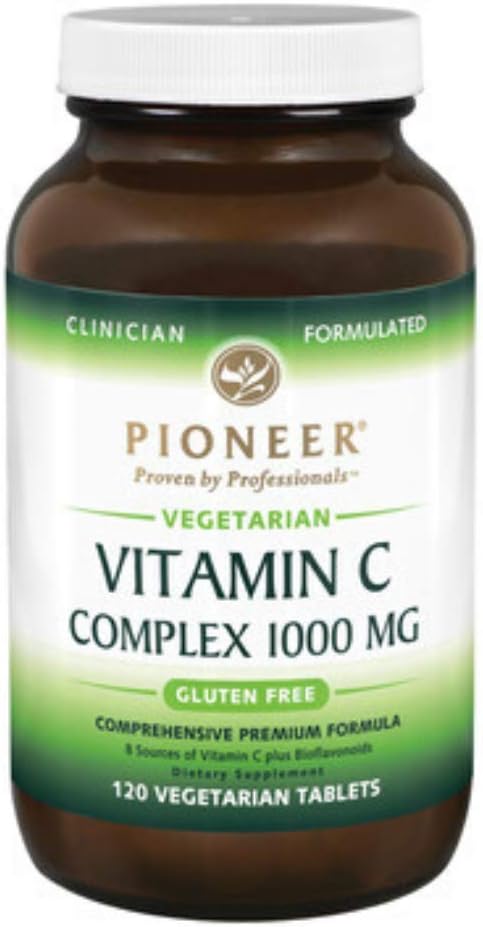 CLINICIAN FORMULATED
PIONEER®
Proven by Professionals™
VEGETARIAN
VITAMIN C
COMPLEX 1000 MG
GLUTEN FREE
COMPREHENSIVE PREMIUM FORMULA
8 Sources of Vitamin C plus Bioflavonoids
Dietary Supplement
120 VEGETARIAN TABLETS